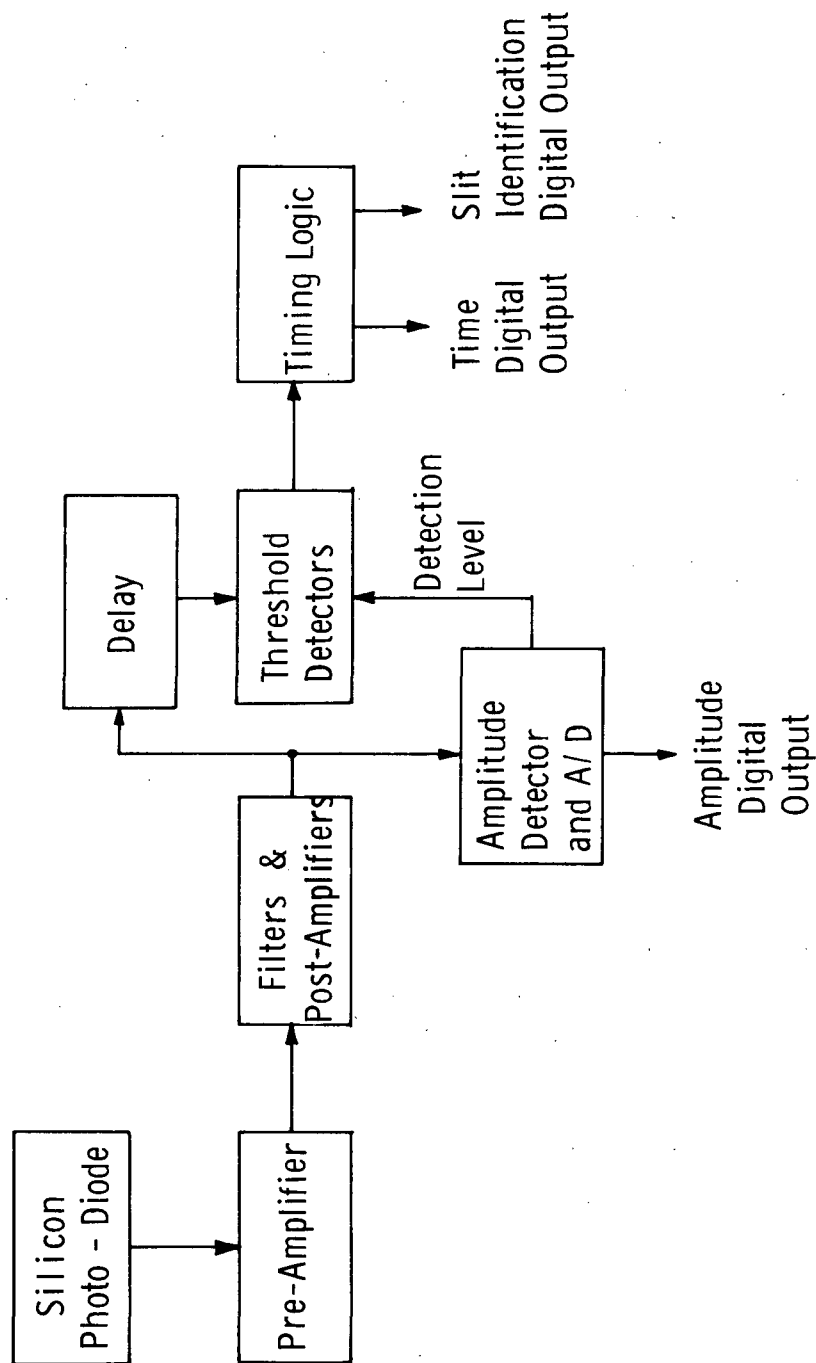 Silicon
Photo - Diode
Pre-Amplifier
Filters &
Post-Amplifiers
Delay
Threshold
Detectors
Detection
Level
Amplitude
Detector
and A/D
Amplitude
Digital
Output
Timing Logic
Time
Digital
Output
Slit
Identification
Digital Output